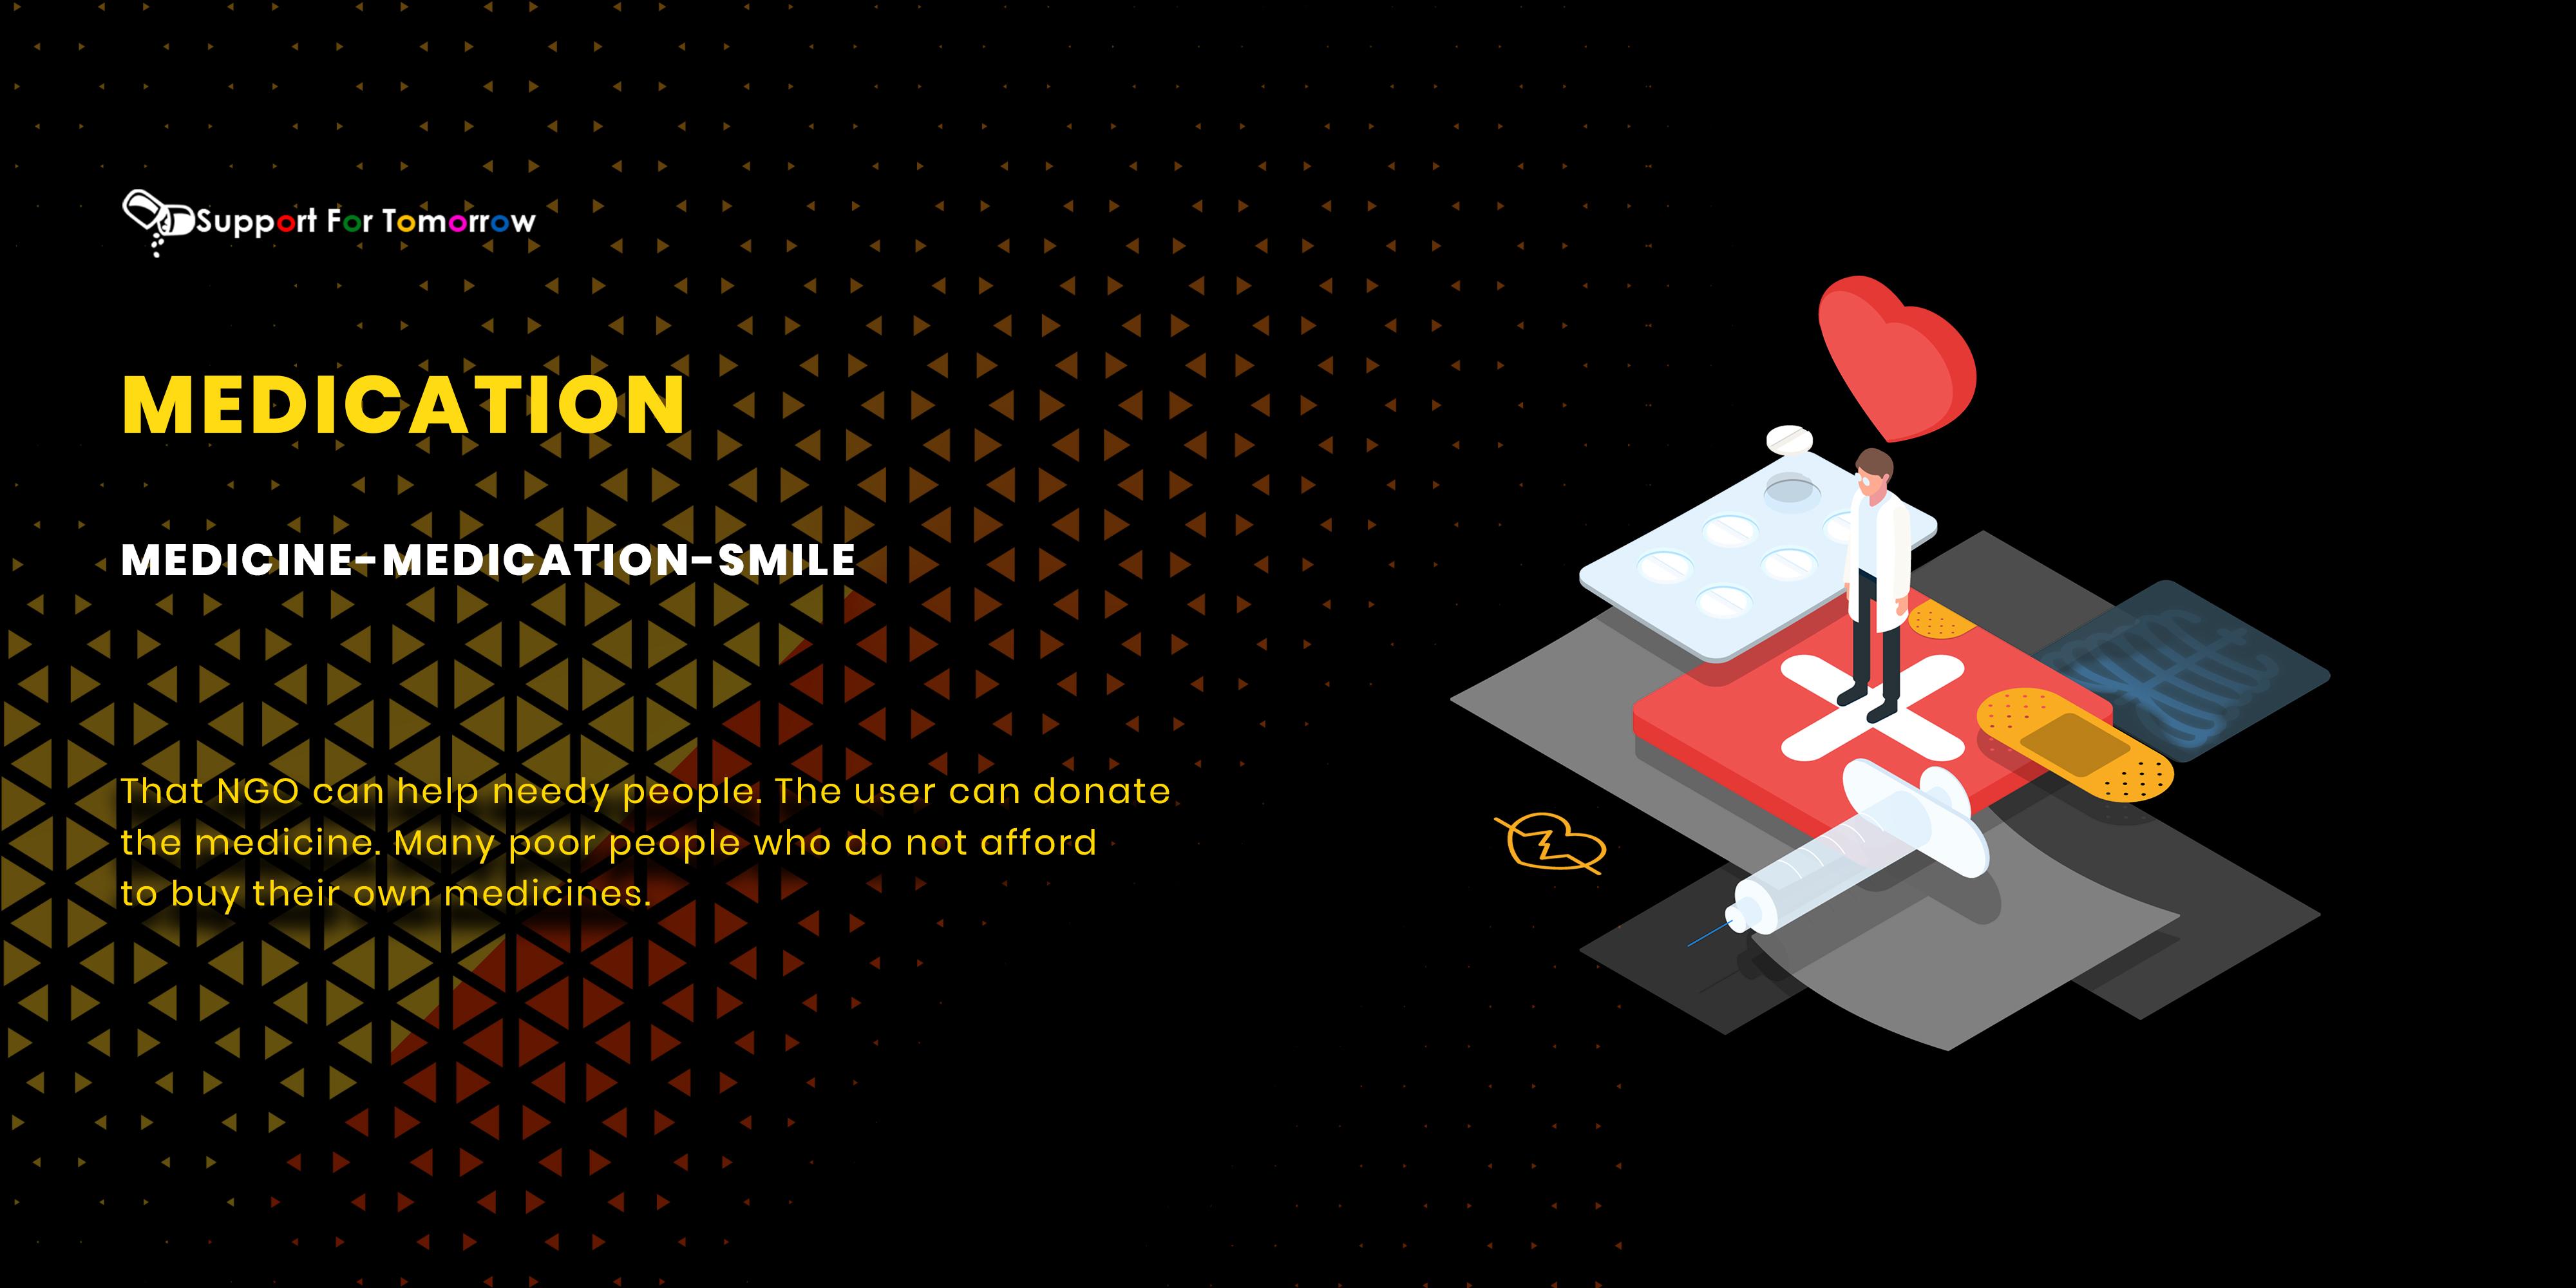 Support For Tomorrow
MEDICATION
MEDICINE-MEDICATION-SMILE
That NGO can help needy people. The user can donate
the medicine. Many poor people who do not afford
to buy their own medicines.